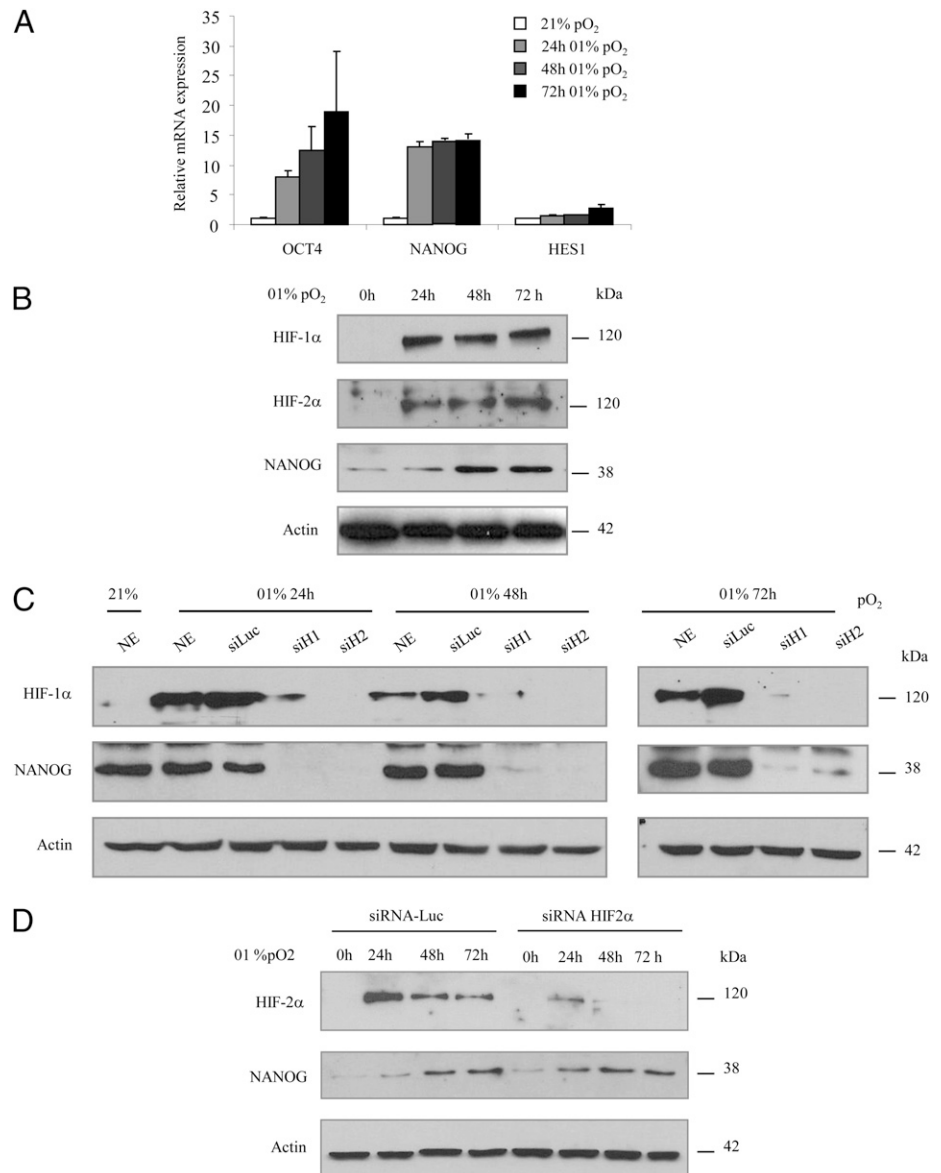 A
35
30
25
20
15
10
5
0
Relative mRNA expression
21% pO2
24h 01% pO2
48h 01% pO2
72h 01% pO2
OCT4 NANOG HES1
B
01% pO2 0h 24h 48h 72 h kDa
HIF-1α 120
HIF-2α 120
NANOG 38
Actin 42
C
21% 01% 24h 01% 48h 01% 72h pO2
NE NE siLuc siH1 siH2 NE siLuc siH1 siH2 NE siLuc siH1 siH2
kDa
HIF-1α 120
NANOG 38
Actin 42
D
siRNA-Luc siRNA HIF2α
01 %pO2 0h 24h 48h 72h 0h 24h 48h 72 h kDa
HIF-2α 120
NANOG 38
Actin 42